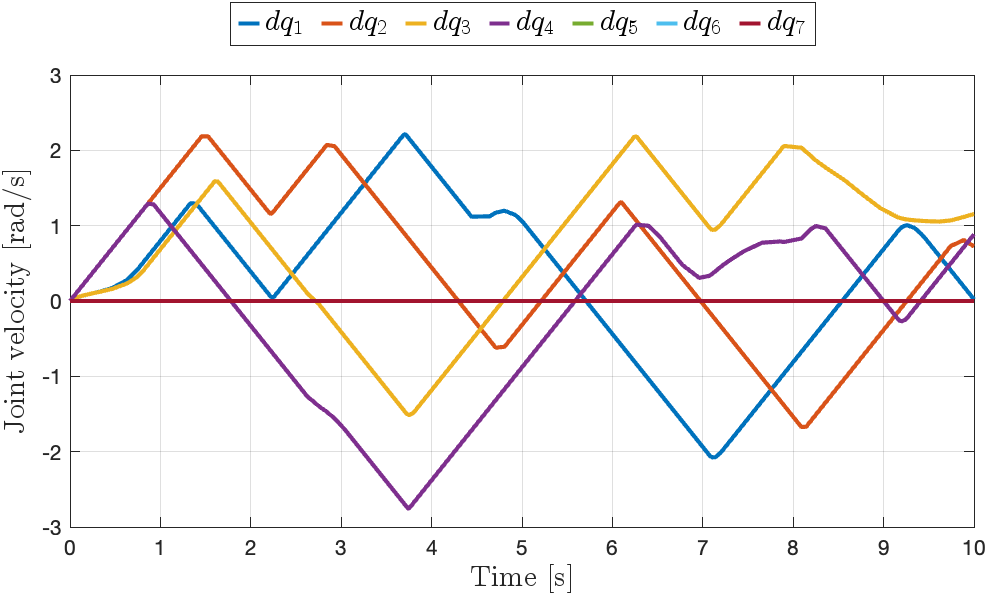 dq₁ dq₂ dq₃ dq₄ dq₅ dq₆ dq₇
3
2
1
0
-1
-2
-3
Joint velocity [rad/s]
0 1 2 3 4 5 6 7 8 9 10
Time [s]